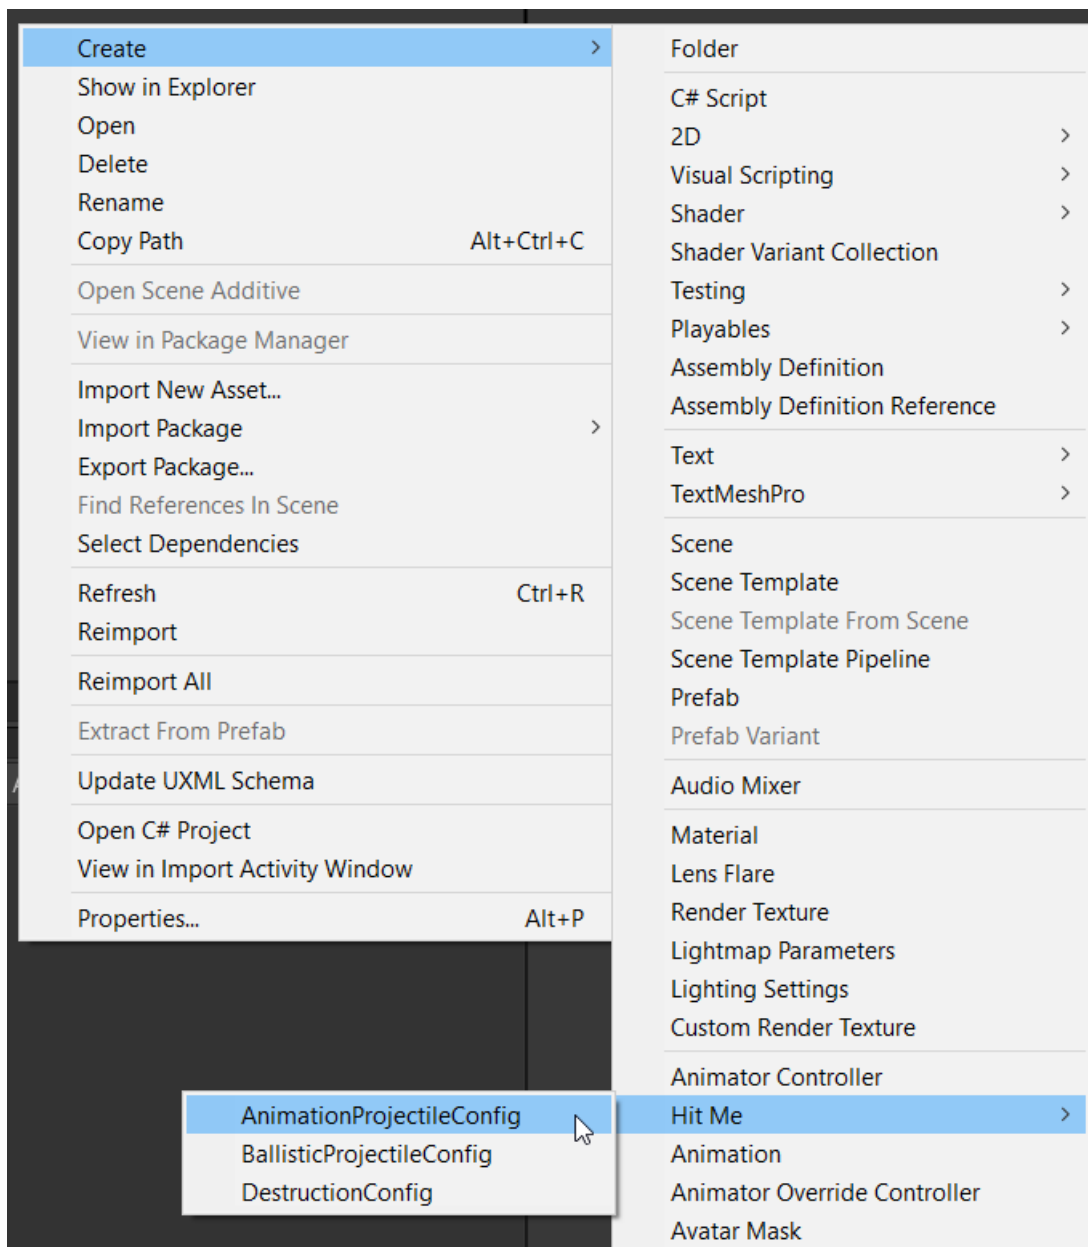 Create
Show in Explorer
Open
Delete
Rename
Copy Path Alt+Ctrl+C
Open Scene Additive
View in Package Manager
Import New Asset...
Import Package
Export Package...
Find References In Scene
Select Dependencies
Refresh Ctrl+R
Reimport
Reimport All
Extract From Prefab
Update UXML Schema
Open C# Project
View in Import Activity Window
Properties... Alt+P
Folder
C# Script
2D
Visual Scripting
Shader
Shader Variant Collection
Testing
Playables
Assembly Definition
Assembly Definition Reference
Text
TextMeshPro
Scene
Scene Template
Scene Template From Scene
Scene Template Pipeline
Prefab
Prefab Variant
Audio Mixer
Material
Lens Flare
Render Texture
Lightmap Parameters
Lighting Settings
Custom Render Texture
Animator Controller
Hit Me
Animation
Animator Override Controller
Avatar Mask
AnimationProjectileConfig
BallisticProjectileConfig
DestructionConfig